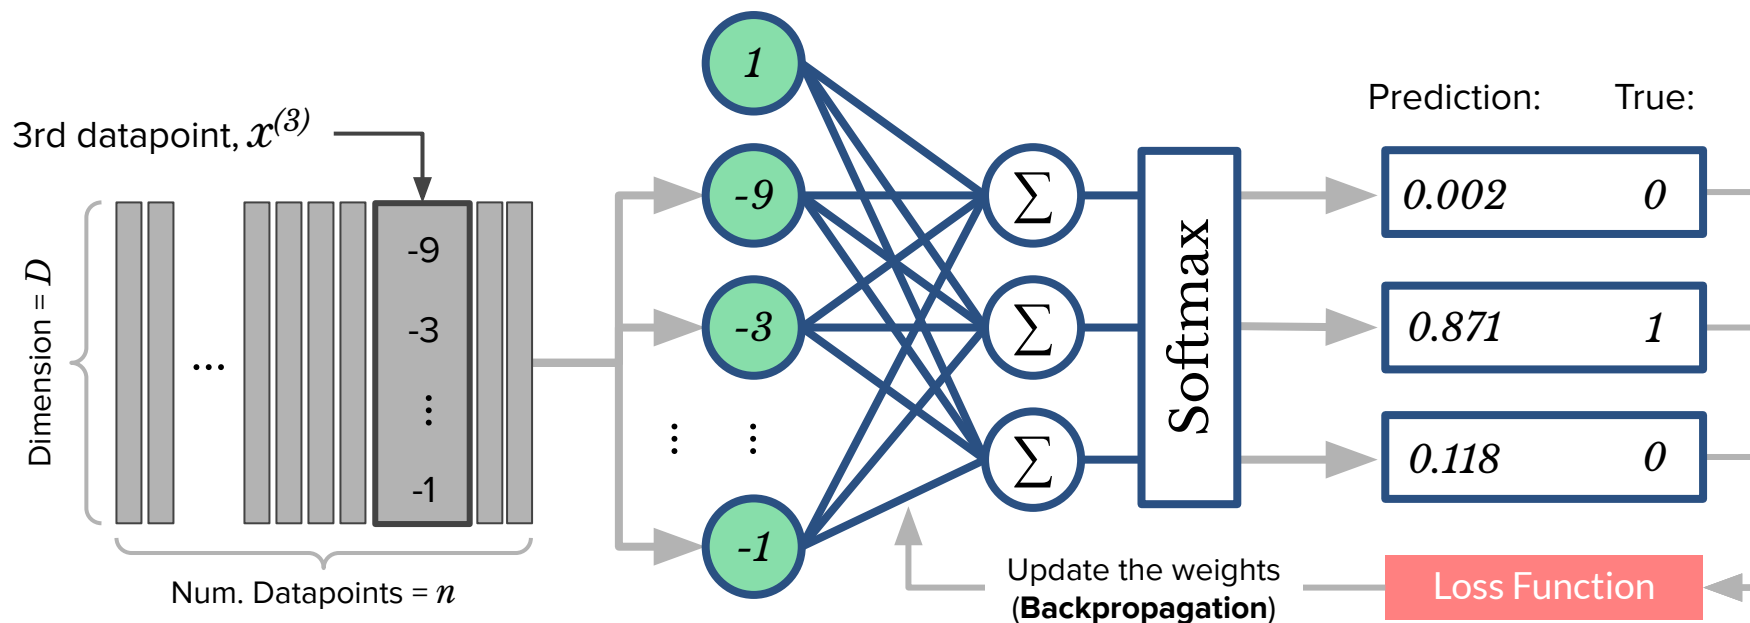 3rd datapoint, x^(3)
Dimension = D
...
-9
-3
...
-1
Num. Datapoints = n
1
-9
-3
... ...
-1
∑
∑
∑
Softmax
Prediction: True:
0.002 0
0.871 1
0.118 0
Update the weights
(Backpropagation)
Loss Function